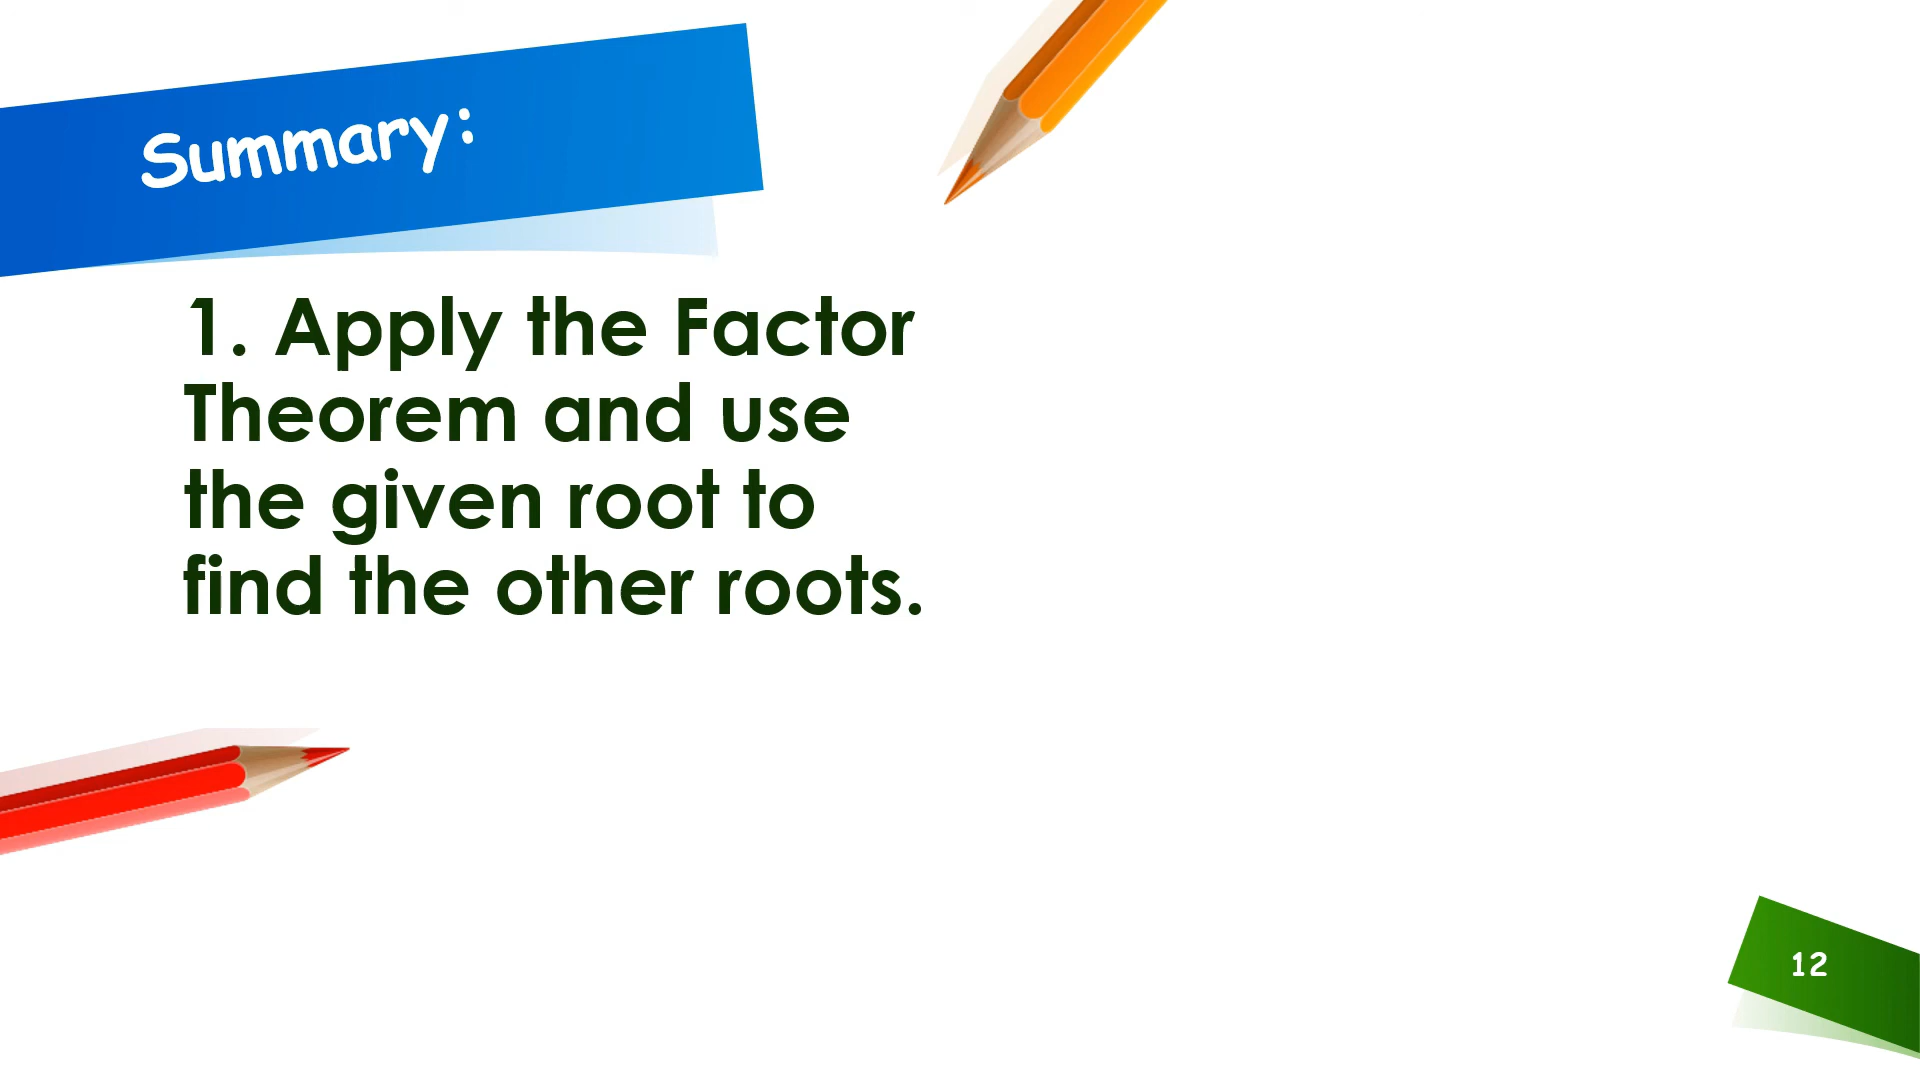 Summary:
1. Apply the Factor
Theorem and use
the given root to
find the other roots.
12